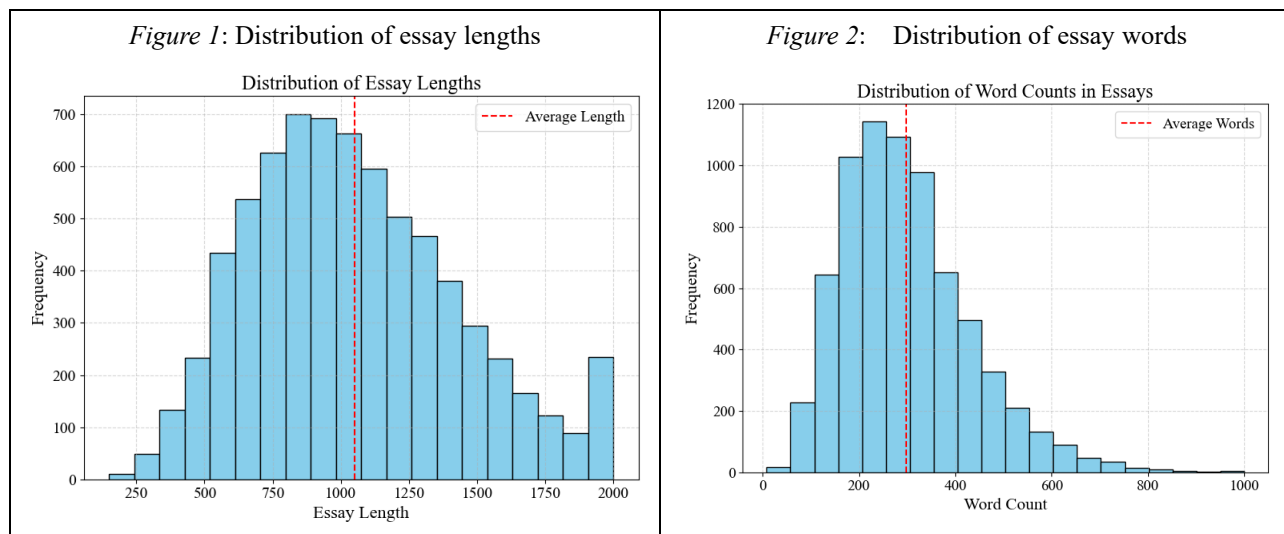 Figure 1: Distribution of essay lengths
Distribution of Essay Lengths
Average Length
700
600
500
400
300
200
100
0
Frequency
250 500 750 1000 1250 1500 1750 2000
Essay Length
Figure 2: Distribution of essay words
Distribution of Word Counts in Essays
Average Words
1200
1000
800
600
400
200
0
Frequency
0 200 400 600 800 1000
Word Count